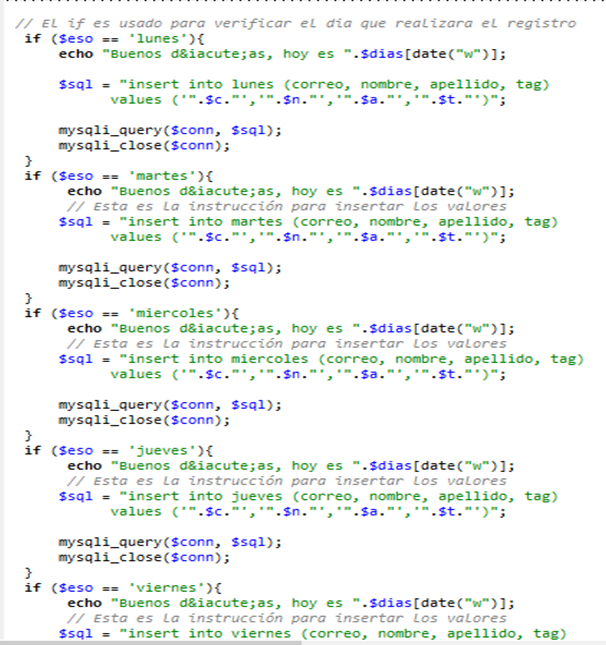 // El if es usado para verificar el dia que realizara el registro
if ($eso == 'lunes'){
echo "Buenos d&iacute;as, hoy es ".$dias[date("w")];
$sql = "insert into lunes (correo, nombre, apellido, tag)
values ('".$c."','".$n."','".$a."','".$t."')";
mysqli_query($conn, $sql);
mysqli_close($conn);
}
if ($eso == 'martes'){
echo "Buenos d&iacute;as, hoy es ".$dias[date("w")];
// Esta es la instrucción para insertar los valores
$sql = "insert into martes (correo, nombre, apellido, tag)
values ('".$c."','".$n."','".$a."','".$t."')";
mysqli_query($conn, $sql);
mysqli_close($conn);
}
if ($eso == 'miercoles'){
echo "Buenos d&iacute;as, hoy es ".$dias[date("w")];
// Esta es la instrucción para insertar los valores
$sql = "insert into miercoles (correo, nombre, apellido, tag)
values ('".$c."','".$n."','".$a."','".$t."')";
mysqli_query($conn, $sql);
mysqli_close($conn);
}
if ($eso == 'jueves'){
echo "Buenos d&iacute;as, hoy es ".$dias[date("w")];
// Esta es la instrucción para insertar los valores
$sql = "insert into jueves (correo, nombre, apellido, tag)
values ('".$c."','".$n."','".$a."','".$t."')";
mysqli_query($conn, $sql);
mysqli_close($conn);
}
if ($eso == 'viernes'){
echo "Buenos d&iacute;as, hoy es ".$dias[date("w")];
// Esta es la instrucción para insertar los valores
$sql = "insert into viernes (correo, nombre, apellido, tag)